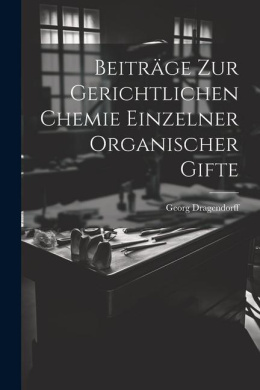 Beiträge Zur
Gerichtlichen
Chemie Einzelner
Organischer
Gifte
Georg Dragendorff